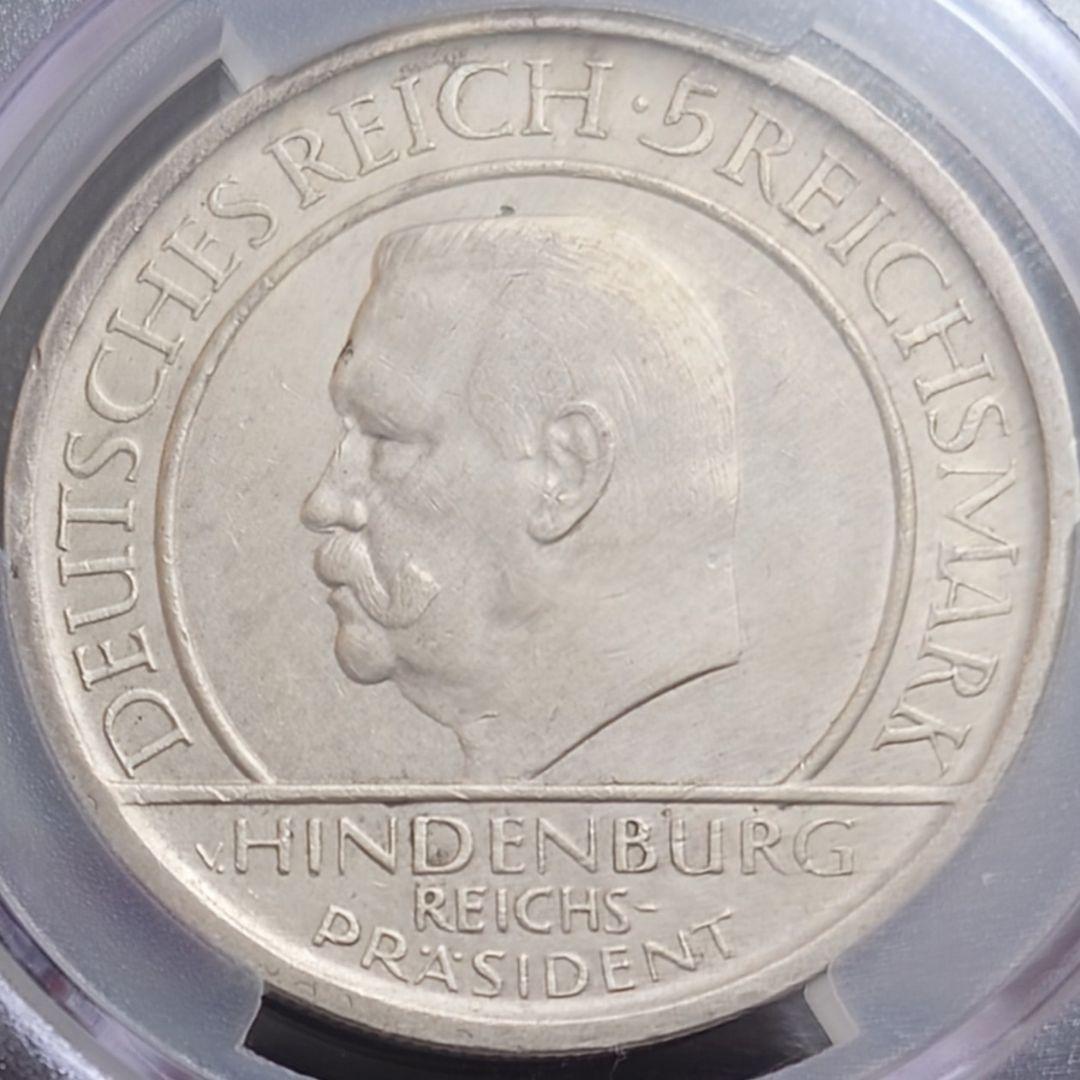 DEUTSCHES REICH · 5 REICHSMARK
v. HINDENBURG
REICHS-
PRÄSIDENT